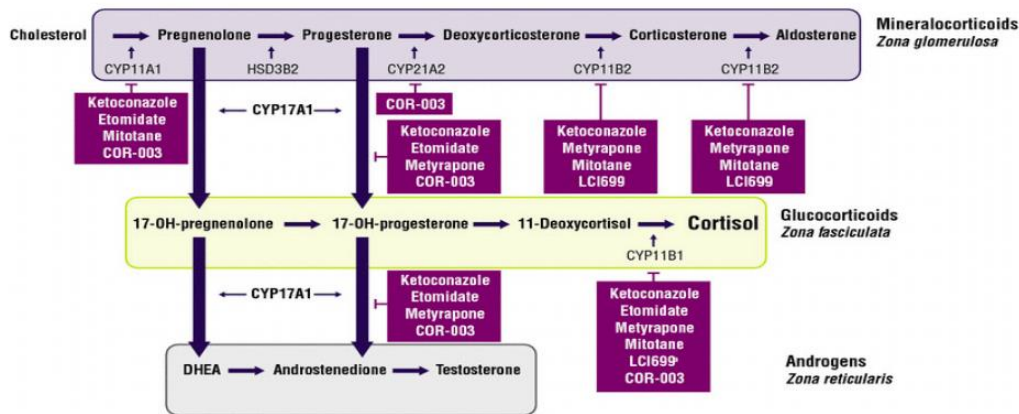 Cholesterol Pregnenolone Progesterone Deoxycorticosterone Corticosterone Aldosterone
Mineralocorticoids
Zona glomerulosa
CYP11A1 HSD3B2 CYP21A2 CYP11B2 CYP11B2
Ketoconazole
Etomidate
Mitotane
COR-003
CYP17A1
COR-003
Ketoconazole
Etomidate
Metyrapone
COR-003
Ketoconazole
Metyrapone
Mitotane
LCI699
Ketoconazole
Metyrapone
Mitotane
LCI699
17-OH-pregnenolone 17-OH-progesterone 11-Deoxycortisol Cortisol
Glucocorticoids
Zona fasciculata
CYP11B1
CYP17A1
Ketoconazole
Etomidate
Metyrapone
COR-003
Ketoconazole
Etomidate
Metyrapone
Mitotane
LCI699ª
COR-003
DHEA Androstenedione Testosterone
Androgens
Zona reticularis